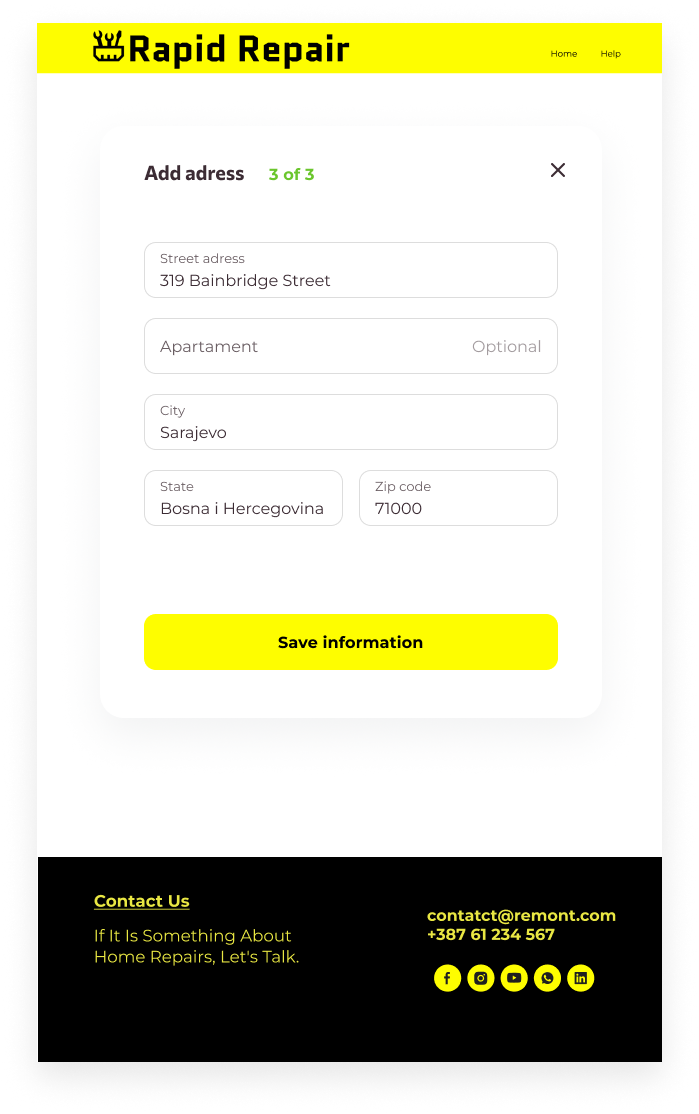 Rapid Repair
Home Help
Add adress 3 of 3
Street adress
319 Bainbridge Street
Apartament Optional
City
Sarajevo
State
Bosna i Hercegovina
Zip code
71000
Save information
Contact Us
If It Is Something About
Home Repairs, Let's Talk.
contatct@remont.com
+387 61 234 567